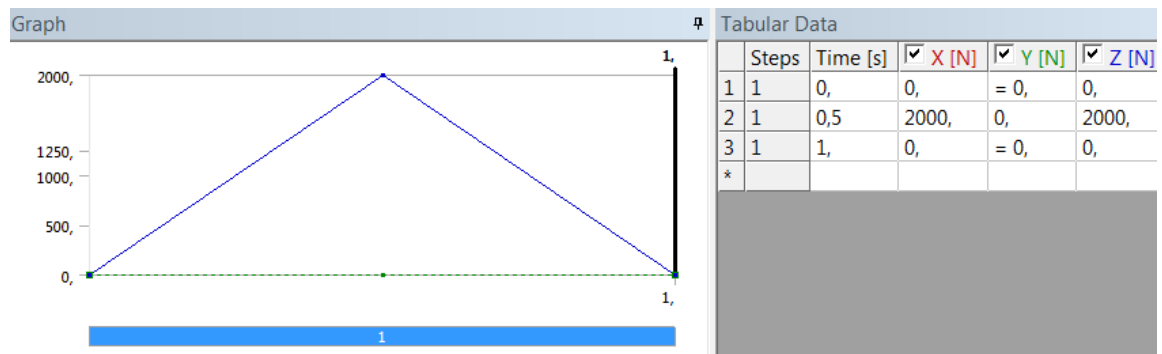 Graph
1,
2000,
1250,
1000,
500,
0,
1,
1
Tabular Data
Steps Time [s] X [N] Y [N] Z [N]
1 1 0, 0, = 0, 0,
2 1 0,5 2000, 0, 2000,
3 1 1, 0, = 0, 0,
*